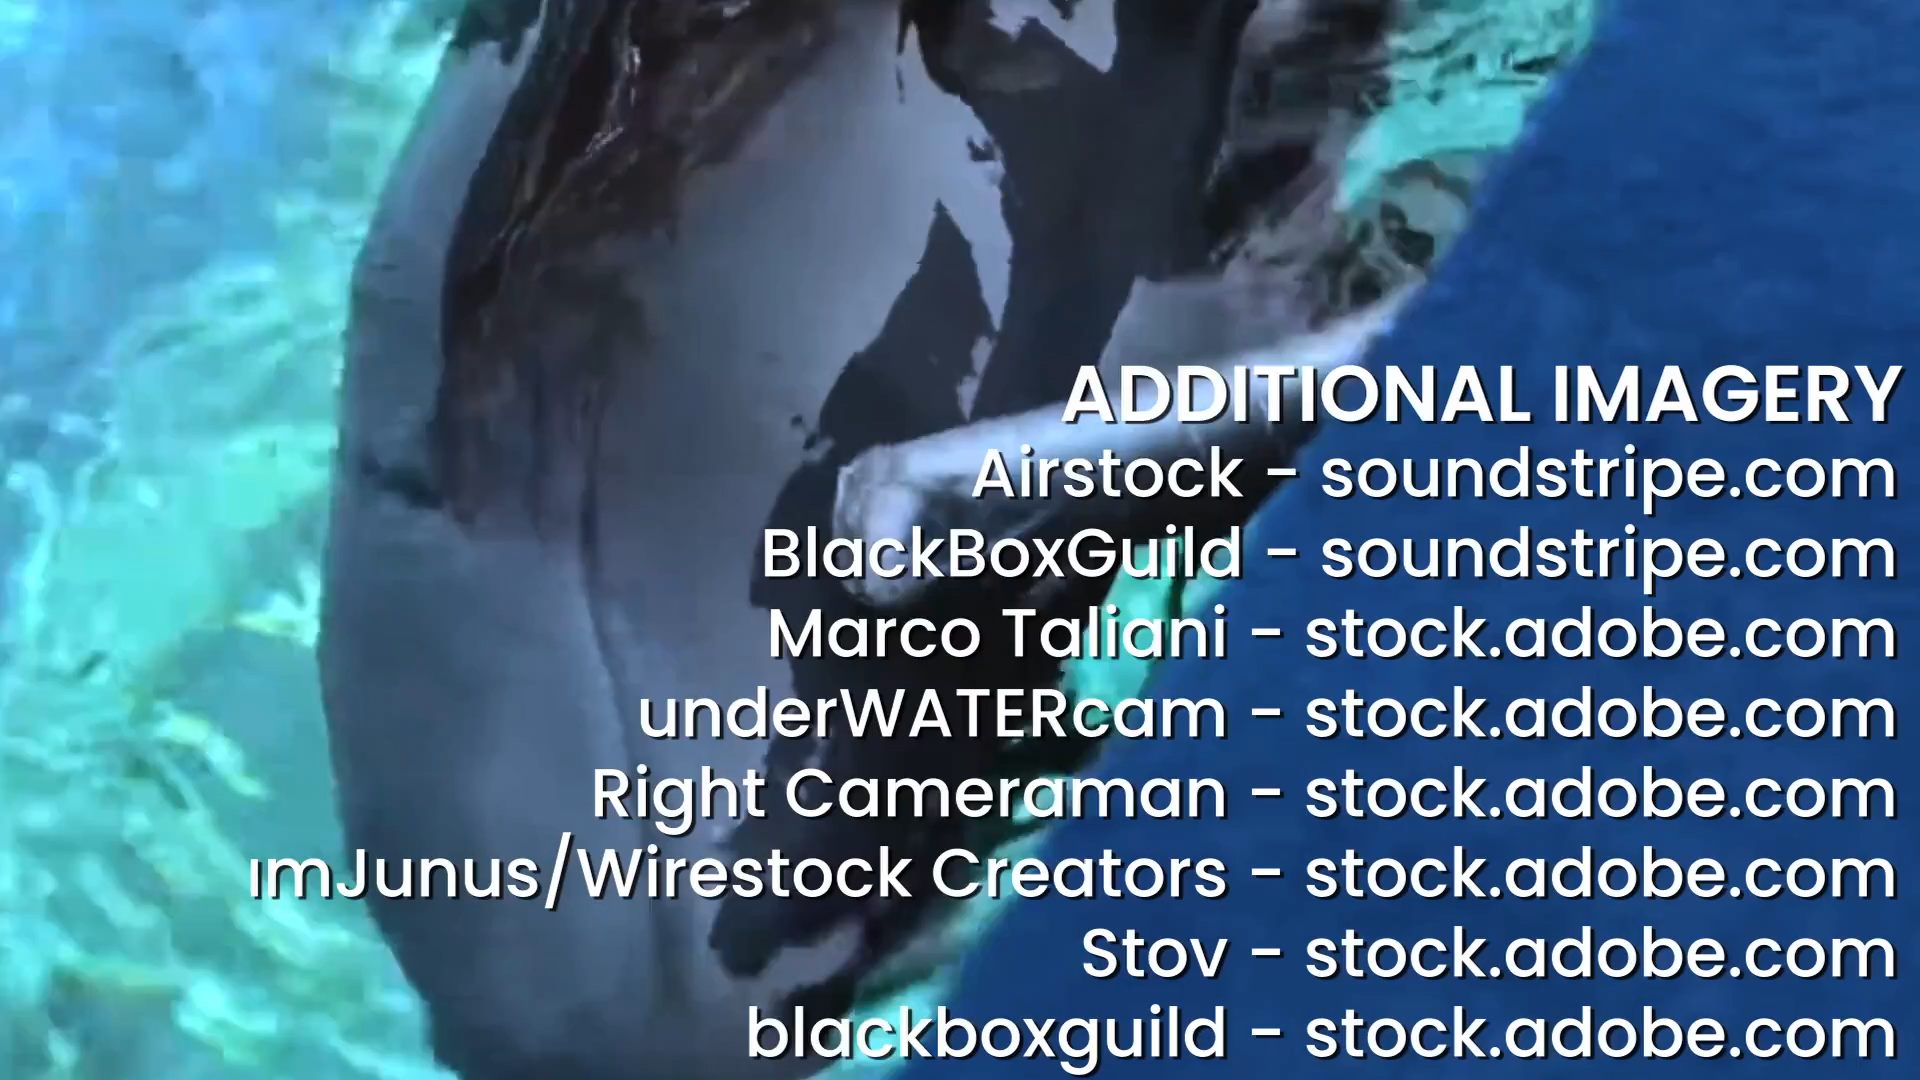 ADDITIONAL IMAGERY
Airstock - soundstripe.com
BlackBoxGuild - soundstripe.com
Marco Taliani - stock.adobe.com
underWATERcam - stock.adobe.com
Right Cameraman - stock.adobe.com
ımJunus/Wirestock Creators - stock.adobe.com
Stov - stock.adobe.com
blackboxguild - stock.adobe.com